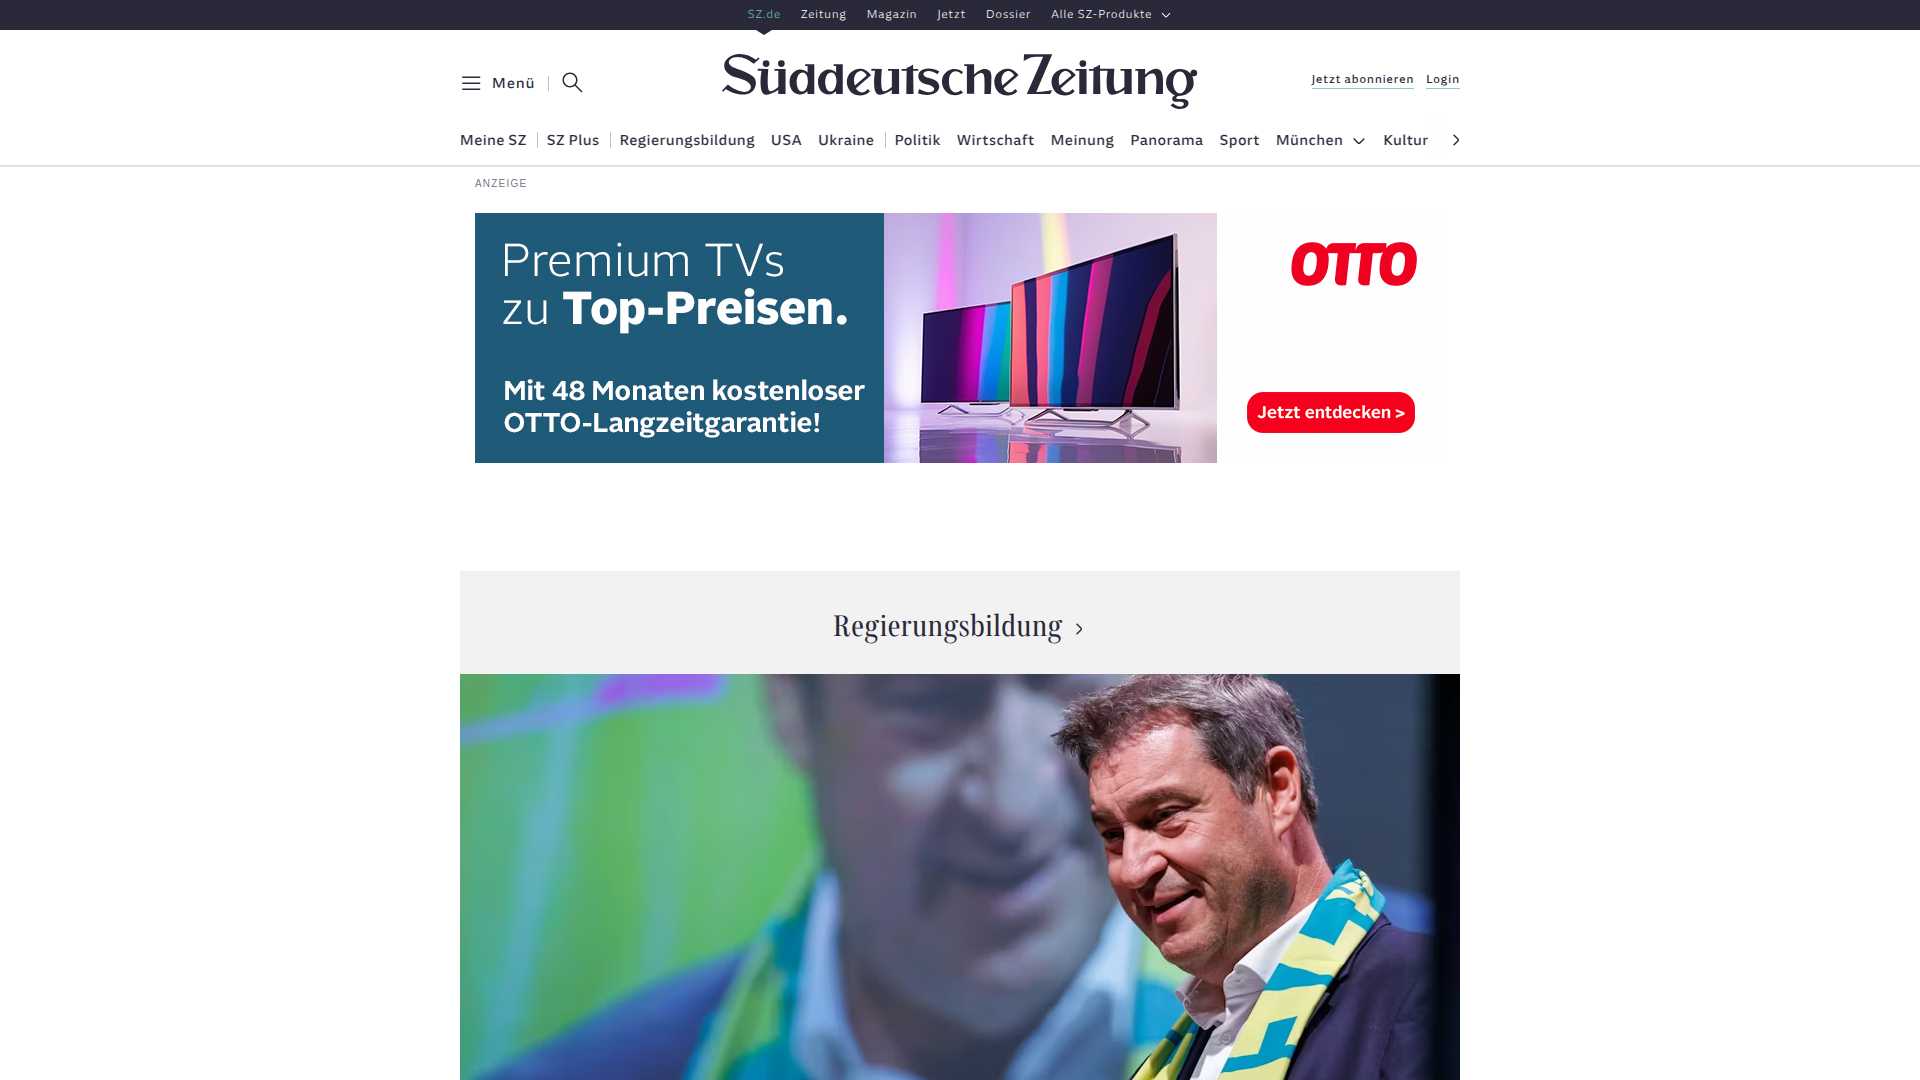 SZ.de Zeitung Magazin Jetzt Dossier Alle SZ-Produkte
Menü
Süddeutsche Zeitung
Jetzt abonnieren Login
Meine SZ SZ Plus Regierungsbildung USA Ukraine Politik Wirtschaft Meinung Panorama Sport München Kultur
ANZEIGE
Premium TVs
zu Top-Preisen.
Mit 48 Monaten kostenloser
OTTO-Langzeitgarantie!
OTTO
Jetzt entdecken >
Regierungsbildung